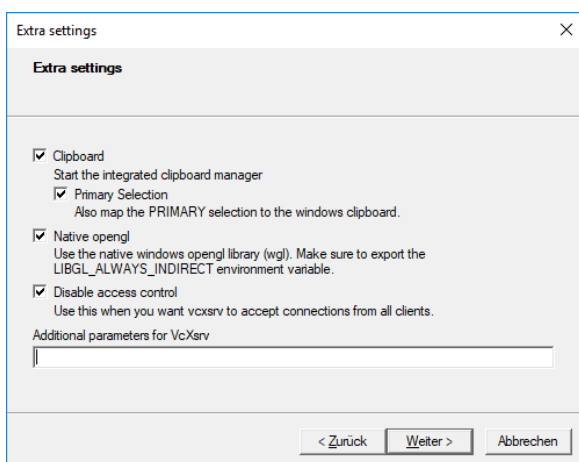 Extra settings
Extra settings
Clipboard
Start the integrated clipboard manager
Primary Selection
Also map the PRIMARY selection to the windows clipboard.
Native opengl
Use the native windows opengl library (wgl). Make sure to export the
LIBGL_ALWAYS_INDIRECT environment variable.
Disable access control
Use this when you want vcxsrv to accept connections from all clients.
Additional parameters for VcXsrv
< Zurück   Weiter >   Abbrechen